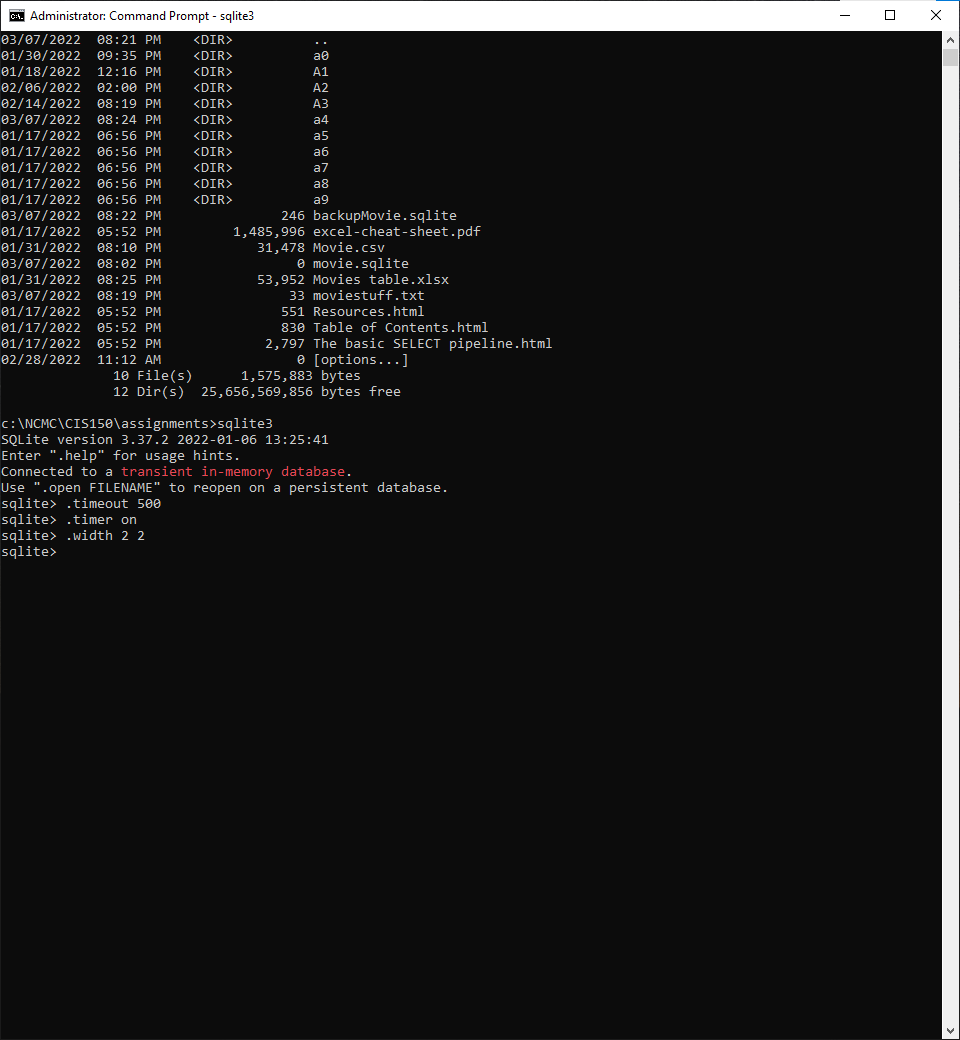 Administrator: Command Prompt - sqlite3
03/07/2022  08:21 PM    <DIR>          ..
01/30/2022  09:35 PM    <DIR>          a0
01/18/2022  12:16 PM    <DIR>          A1
02/06/2022  02:00 PM    <DIR>          A2
02/14/2022  08:19 PM    <DIR>          A3
03/07/2022  08:24 PM    <DIR>          a4
01/17/2022  06:56 PM    <DIR>          a5
01/17/2022  06:56 PM    <DIR>          a6
01/17/2022  06:56 PM    <DIR>          a7
01/17/2022  06:56 PM    <DIR>          a8
01/17/2022  06:56 PM    <DIR>          a9
03/07/2022  08:22 PM               246 backupMovie.sqlite
01/17/2022  05:52 PM         1,485,996 excel-cheat-sheet.pdf
01/31/2022  08:10 PM            31,478 Movie.csv
03/07/2022  08:02 PM                 0 movie.sqlite
01/31/2022  08:25 PM            53,952 Movies table.xlsx
03/07/2022  08:19 PM                33 moviestuff.txt
01/17/2022  05:52 PM               551 Resources.html
01/17/2022  05:52 PM               830 Table of Contents.html
01/17/2022  05:52 PM             2,797 The basic SELECT pipeline.html
02/28/2022  11:12 AM                 0 [options...]
              10 File(s)      1,575,883 bytes
              12 Dir(s)  25,656,569,856 bytes free
c:\NCMC\CIS150\assignments>sqlite3
SQLite version 3.37.2 2022-01-06 13:25:41
Enter ".help" for usage hints.
Connected to a transient in-memory database.
Use ".open FILENAME" to reopen on a persistent database.
sqlite> .timeout 500
sqlite> .timer on
sqlite> .width 2 2
sqlite>